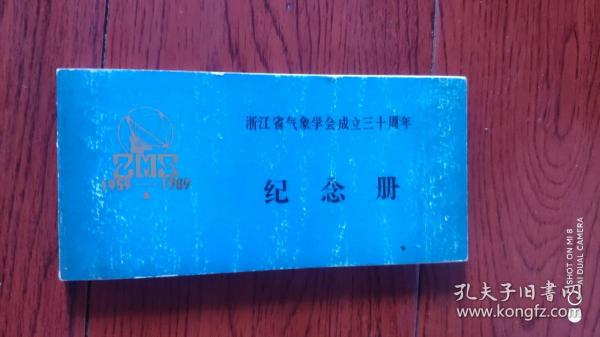 浙江省气象学会成立三十周年
ZMS
1959——1989
纪念册
SHOT ON MI 8
AI DUAL CAMERA
孔夫子旧书网
www.kongfz.com